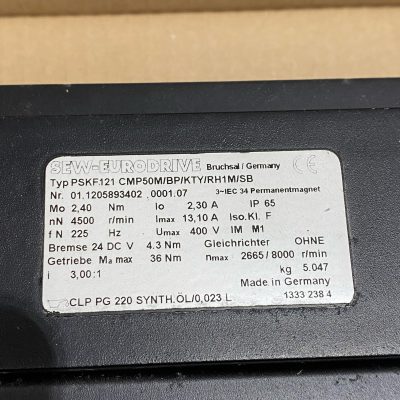 SEW-EURODRIVE Bruchsal / Germany CE
Typ PSKF121 CMP50M/BP/KTY/RH1M/SB
Nr. 01.1205893402 .0001.07 3~IEC 34 Permanentmagnet
Mo 2,40 Nm Io 2,30 A IP 65
nN 4500 r/min Imax 13,10 A Iso.Kl. F
f N 225 Hz Umax 400 V IM M1
Bremse 24 DC V 4.3 Nm Gleichrichter OHNE
Getriebe Ma max 36 Nm nmax 2665/8000 r/min
i 3,00:1 kg 5.047
Made in Germany
CLP PG 220 SYNTH.ÖL/0,023 L 1333 238 4